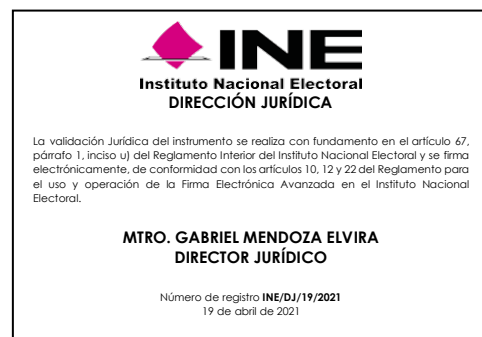 INE
Instituto Nacional Electoral
DIRECCIÓN JURÍDICA
La validación Jurídica del instrumento se realiza con fundamento en el artículo 67,
párrafo 1, inciso u) del Reglamento Interior del Instituto Nacional Electoral y se firma
electrónicamente, de conformidad con los artículos 10, 12 y 22 del Reglamento para
el uso y operación de la Firma Electrónica Avanzada en el Instituto Nacional
Electoral.
MTRO. GABRIEL MENDOZA ELVIRA
DIRECTOR JURÍDICO
Número de registro INE/DJ/19/2021
19 de abril de 2021